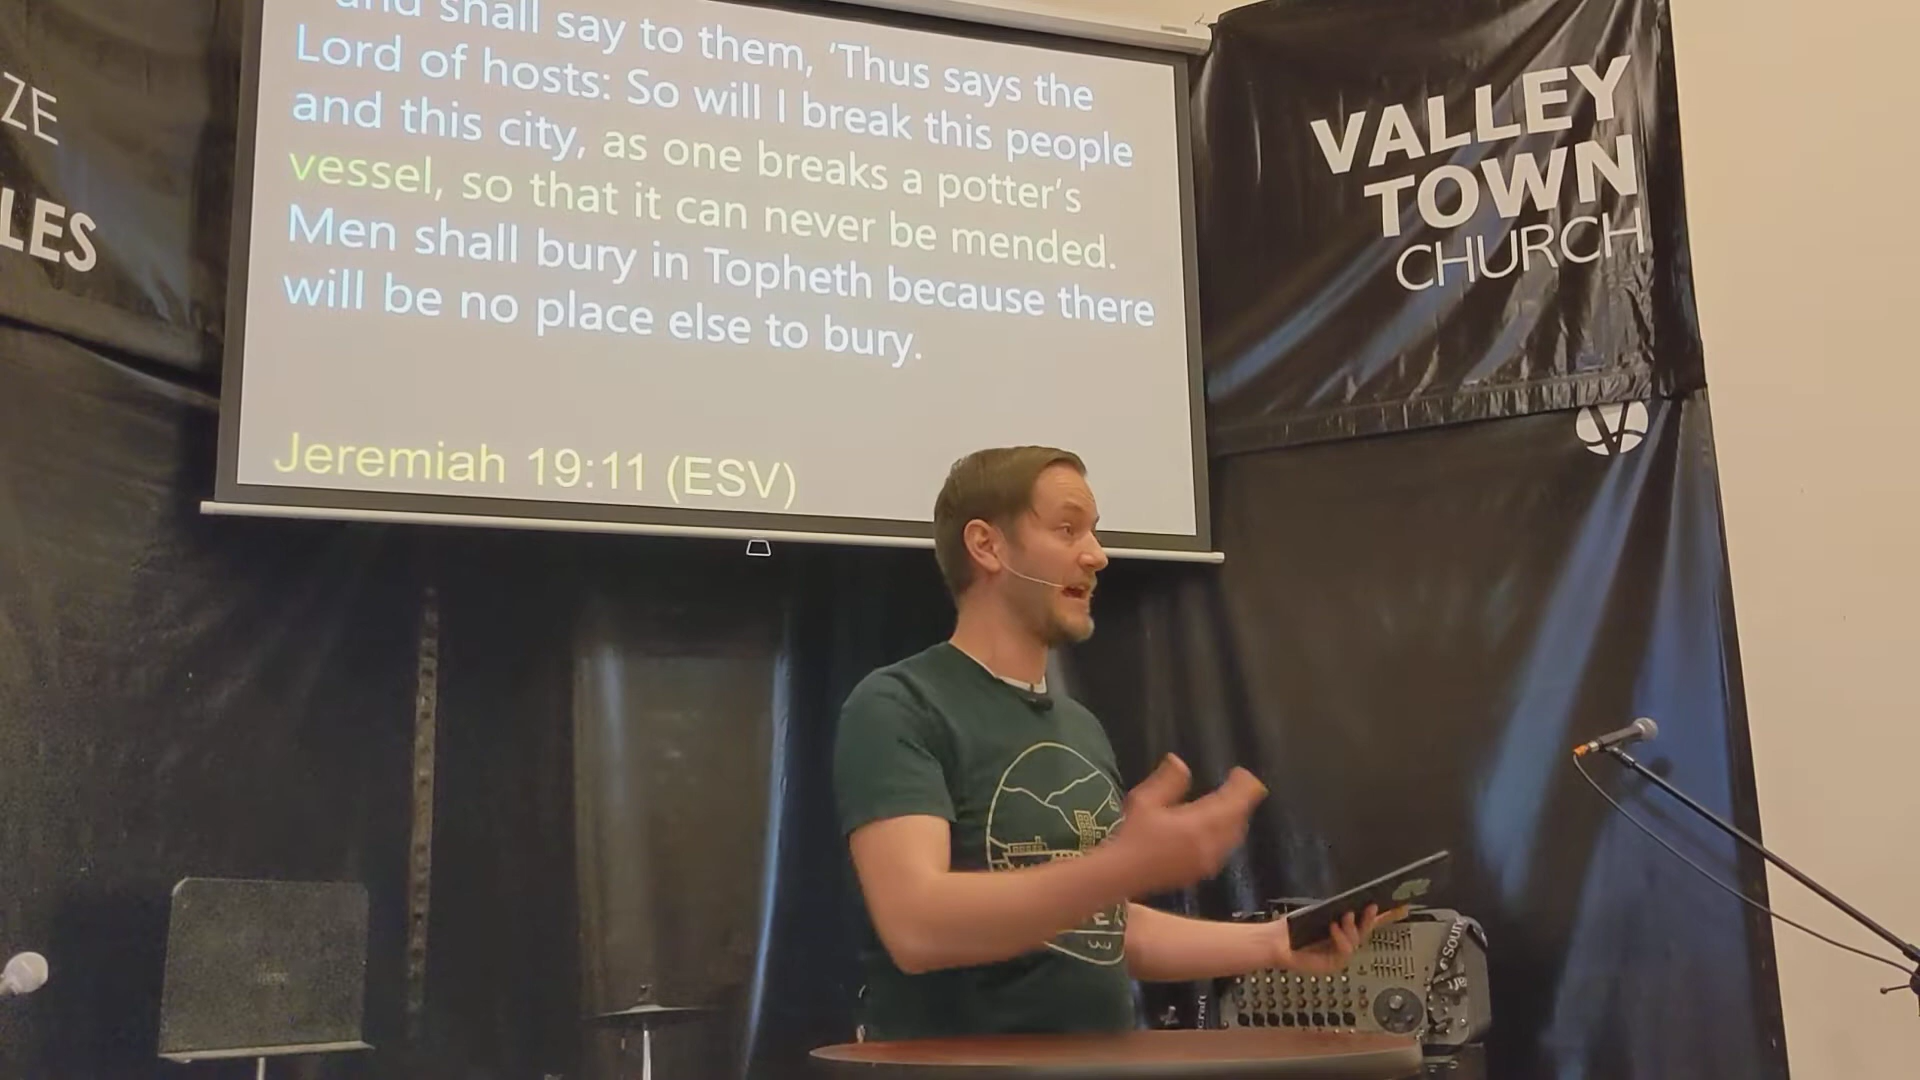 and shall say to them, ‘Thus says the
Lord of hosts: So will I break this people
and this city, as one breaks a potter’s
vessel, so that it can never be mended.
Men shall bury in Topheth because there
will be no place else to bury.
Jeremiah 19:11 (ESV)
VALLEY
TOWN
CHURCH
ZE
LES